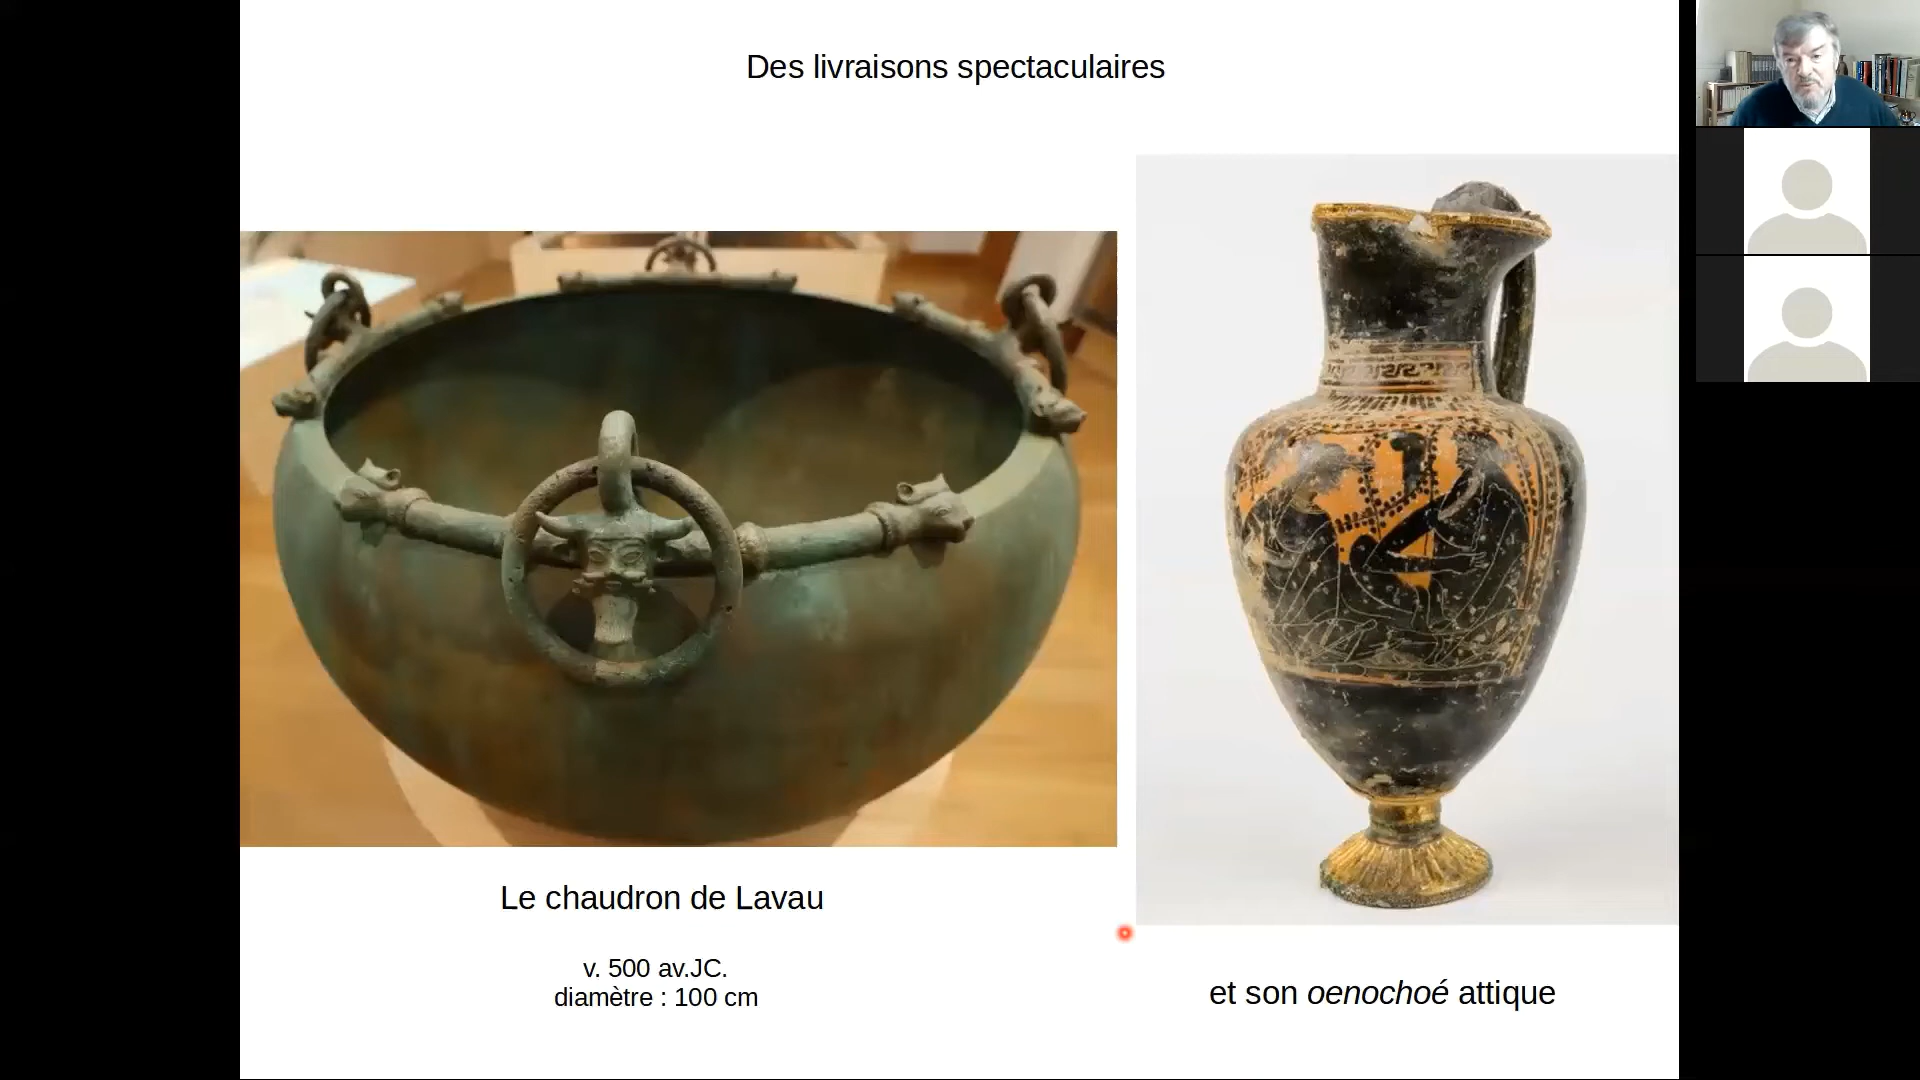 Des livraisons spectaculaires
Le chaudron de Lavau
v. 500 av.JC.
diamètre : 100 cm
et son oenochoé attique